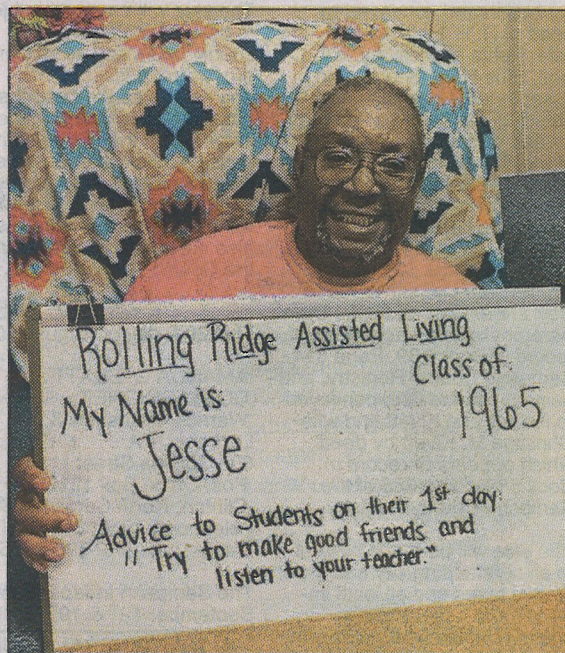 Rolling Ridge Assisted Living
Class of:
My Name is:
1965
Jesse
Advice to Students on their 1st day:
"Try to make good friends and
listen to your teacher."